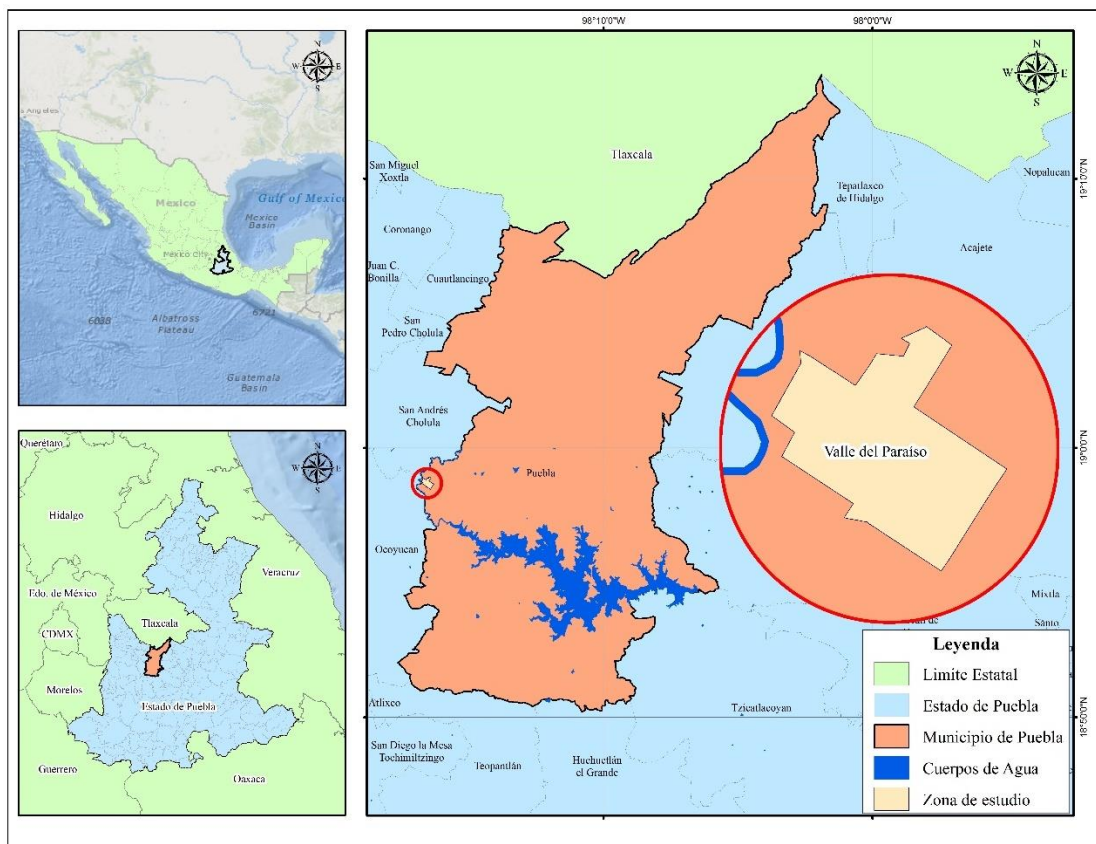 N
W E
S
Los Angeles
Mexico
Gulf of Mexico
Mexico
Basin
Mexico City
6088
Albatross
Plateau
6721
Guatemala
Basin
N
W E
S
Querétaro
Hidalgo
Edo. de México
Veracruz
Tlaxcala
CDMX
Morelos
Estado de Puebla
Guerrero
Oaxaca
98°10'0"W
98°0'0"W
N
W E
S
Tlaxcala
San Miguel
Xoxtla
Tepatlaxco
de Hidalgo
Nopalucan
19°10'0"N
Coronango
Acajete
Juan C.
Bonilla
Cuautlancingo
San
Pedro Cholula
San Andrés
Cholula
Puebla
Valle del Paraíso
19°0'0"N
Ocoyucan
Mixtla
Santo
Atlixco
Tzicatlacoyan
18°50'0"N
San Diego la Mesa
Tochimiltzingo
Teopantlán
Huehuetlán
el Grande
Leyenda
Limite Estatal
Estado de Puebla
Municipio de Puebla
Cuerpos de Agua
Zona de estudio